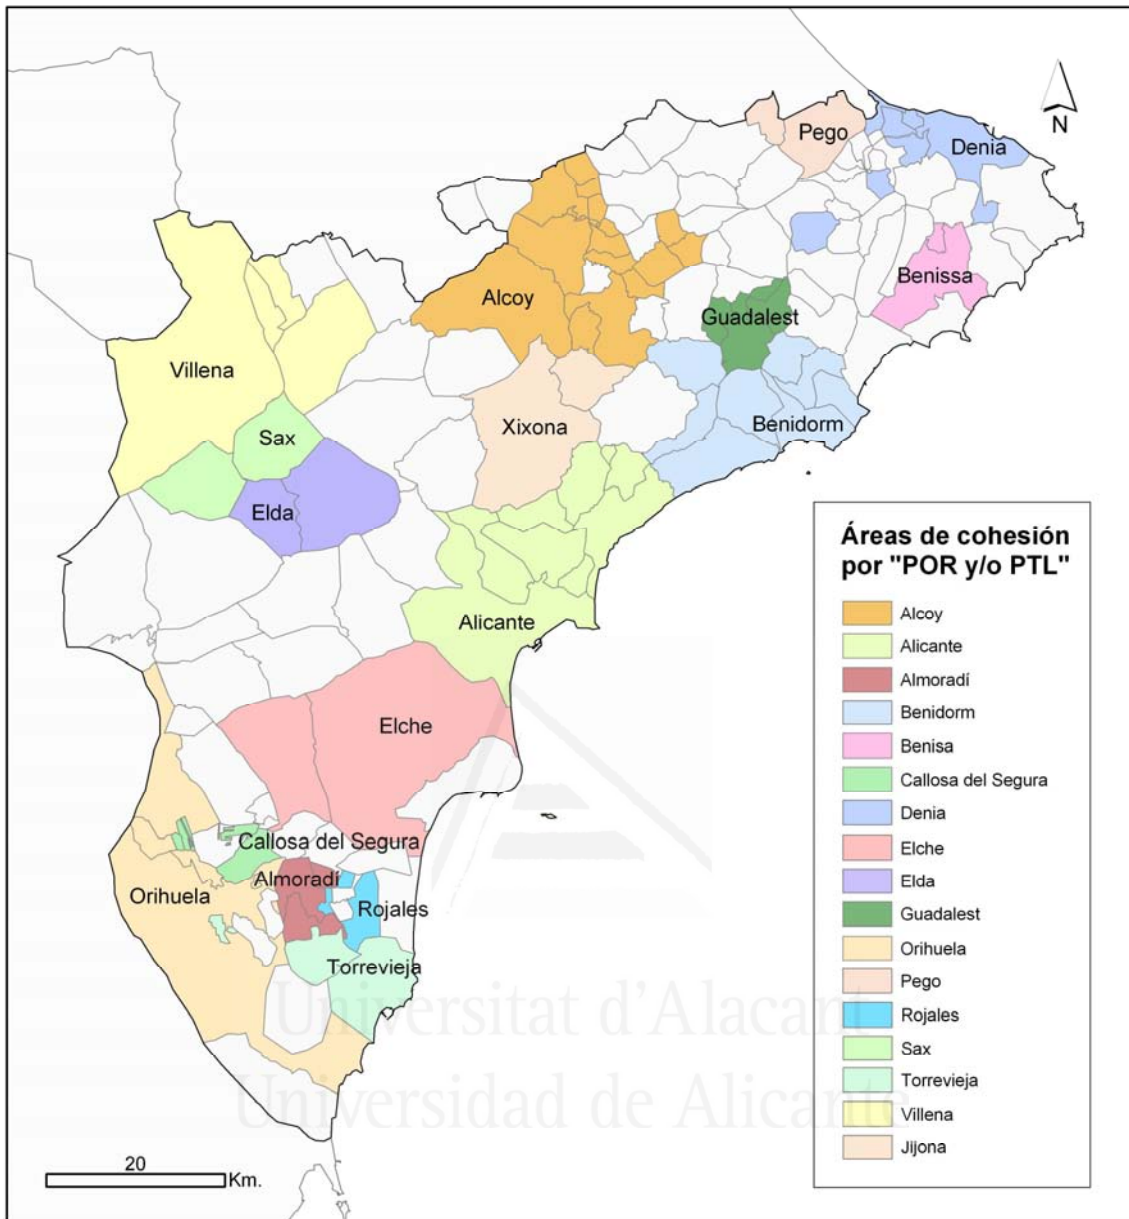 N
Pego
Denia
Benissa
Alcoy
Guadalest
Villena
Xixona
Benidorm
Sax
Elda
Alicante
Elche
Callosa del Segura
Almoradí
Orihuela
Rojales
Torrevieja
Áreas de cohesión
por "POR y/o PTL"
Alcoy
Alicante
Almoradí
Benidorm
Benisa
Callosa del Segura
Denia
Elche
Elda
Guadalest
Orihuela
Pego
Rojales
Sax
Torrevieja
Villena
Jijona
Universitat d'Alacant
Universidad de Alicante
20
Km.